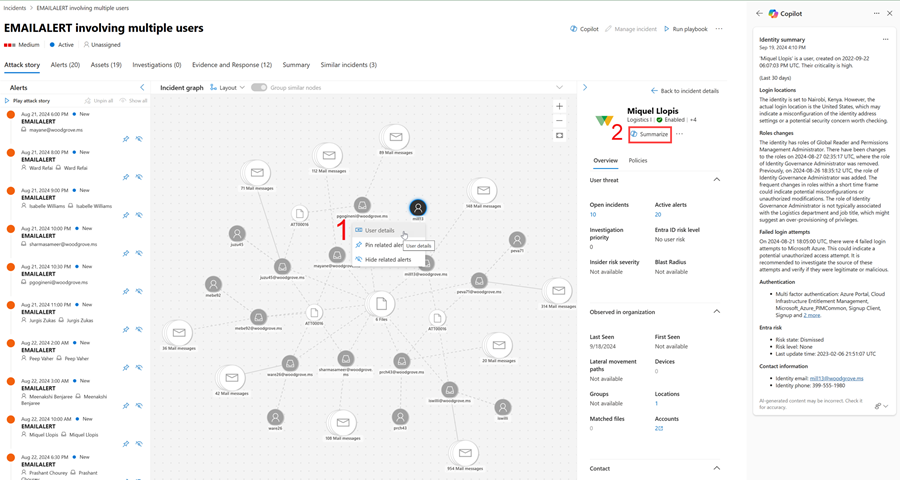 Incidents > EMAILALERT involving multiple users
EMAILALERT involving multiple users
Medium Active Unassigned
Copilot Manage incident Run playbook ...
Attack story Alerts (20) Assets (19) Investigations (0) Evidence and Response (12) Summary Similar incidents (3)
Alerts
Play attack story Unpin all Show all
Aug 21, 2024 6:00 PM • New
EMAILALERT
mayane@woodgrove.ms
Aug 21, 2024 8:00 PM • New
EMAILALERT
Ward Refai Ward Refai
Aug 21, 2024 9:00 PM • New
EMAILALERT
Isabelle Williams Isabelle Williams
Aug 21, 2024 10:00 PM • New
EMAILALERT
sharmasameer@woodgrove.ms
Aug 21, 2024 10:30 PM • New
EMAILALERT
pgogineni@woodgrove.ms
Aug 21, 2024 11:00 PM • New
EMAILALERT
Jurgis Zukas Jurgis Zukas
Aug 22, 2024 2:00 AM • New
EMAILALERT
Peep Vaher Peep Vaher
Aug 22, 2024 3:00 AM • New
EMAILALERT
Meenakshi Benjaree Meenakshi
Benjaree
Aug 22, 2024 10:00 AM • New
EMAILALERT
Miquel Llopis Miquel Llopis
Aug 22, 2024 6:30 PM • New
EMAILALERT
Prashant Chourey Prashant
Chourey
Incident graph Layout Group similar nodes
89 Mail messages
112 Mail messages
71 Mail messages
148 Mail messages
ATT00016
pgogineni@woodgrove.ms
mill13
juzu45
peva71
1
User details
Pin related alerts
User details
Hide related alerts
juzu45@woodgrove.ms
mill13@woodgrove.ms
mebe92
peva71@woodgrove.ms
314 Mail messages
6 Files
mebe92@woodgrove.ms
ATT00016
ATT00016
34 Mail messages
20 Mail messages
sharmasameer@woodgrove.ms
ware26@woodgrove.ms
prch43@woodgrove.ms
42 Mail messages
iswi8@woodgrove.ms
ware26
prch43
iswi8
108 Mail messages
954 Mail messages
Back to incident details
Miquel Llopis
Logistics I Enabled +4
2
Summarize ...
Overview Policies
User threat
Open incidents Active alerts
10 20
Investigation priority Entra ID risk level
0 No user risk
Insider risk severity Blast Radius
Not available Not available
Observed in organization
Last Seen First Seen
9/18/2024 Not available
Lateral movement paths Devices
Not available 0
Groups Locations
Not available 1
Matched files Accounts
0 2
Contact
Copilot
Identity summary
Sep 19, 2024 4:10 PM
'Miquel Llopis' is a user, created on 2022-09-22
06:07:03 PM UTC. Their criticality is high.
(Last 30 days)
Login locations
The identity is set to Nairobi, Kenya. However, the
actual login location is the United States, which may
indicate a misconfiguration of the identity address
settings or a potential security concern worth checking.
Roles changes
The identity has roles of Global Reader and Permissions
Management Administrator. There have been changes
to the roles on 2024-08-27 02:35:17 UTC, where the role
of Identity Governance Administrator was removed.
Previously, on 2024-08-26 18:35:12 UTC, the role of
Identity Governance Administrator was added. The
frequent changes in roles within a short time frame
could indicate potential misconfigurations or
unauthorized modifications. The role of Identity
Governance Administrator is not typically associated
with the Logistics department and job title, which might
suggest an over-provisioning of privileges.
Failed login attempts
On 2024-08-21 18:05:00 UTC, there were 4 failed login
attempts to Microsoft Azure. This could indicate a
potential unauthorized access attempt. It is
recommended to investigate the source of these
attempts and verify if they were legitimate or malicious.
Authentication
• Multi factor authentication: Azure Portal, Cloud
Infrastructure Entitlement Management,
Microsoft_Azure_PIMCommon, Signup Client,
Signup and 2 more.
Entra risk
• Risk state: Dismissed
• Risk level: None
• Last update time: 2023-02-06 21:51:07 UTC
Contact information
• Identity email: mill13@woodgrove.ms
• Identity phone: 399-555-1980
AI-generated content may be incorrect. Check it
for accuracy.